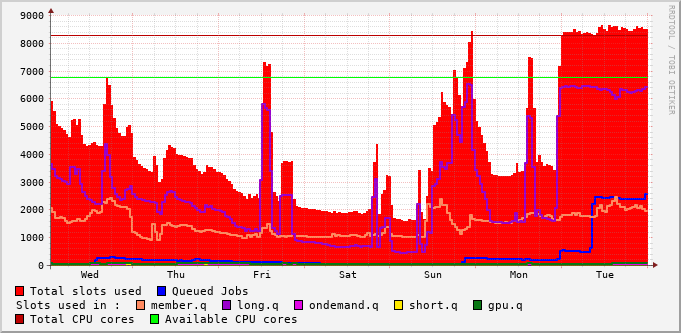 9000
8000
7000
6000
5000
4000
3000
2000
1000
0
Wed Thu Fri Sat Sun Mon Tue
RRDTOOL / TOBI OETIKER
Total slots used Queued Jobs
Slots used in : member.q long.q ondemand.q short.q gpu.q
Total CPU cores Available CPU cores